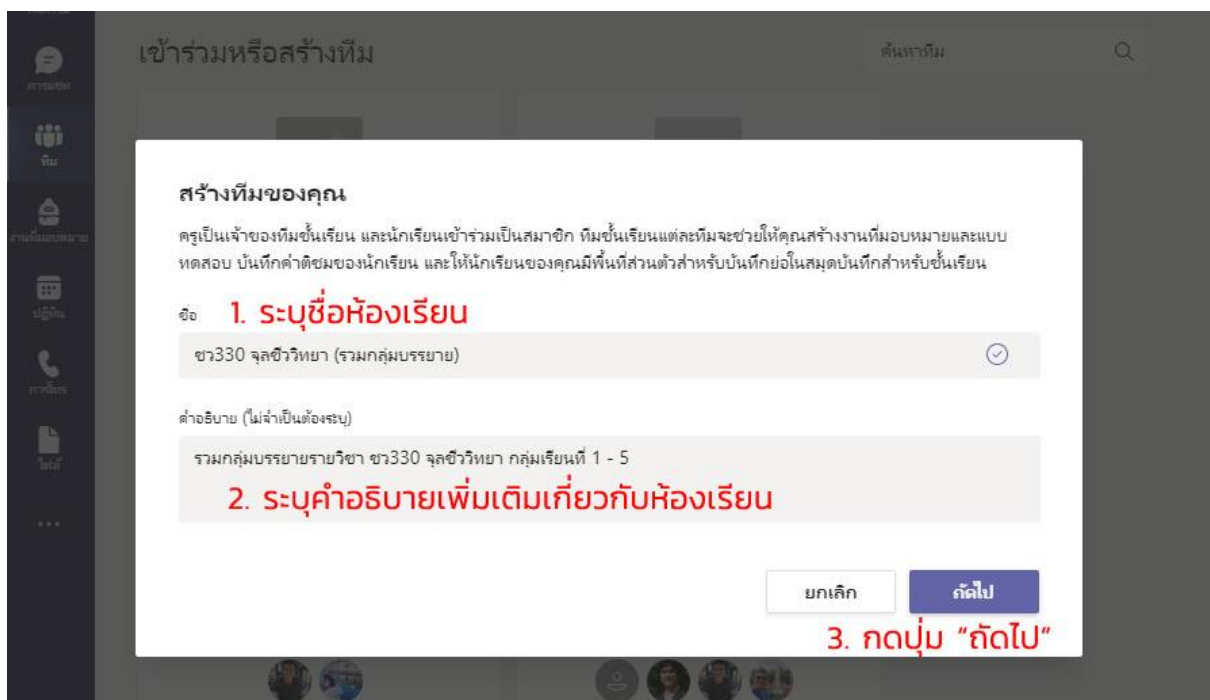 เข้าร่วมหรือสร้างทีม
ค้นหาทีม
การแชท
ทีม
งานที่มอบหมาย
ปฏิทิน
การโทร
ไฟล์
สร้างทีมของคุณ
ครูเป็นเจ้าของทีมชั้นเรียน และนักเรียนเข้าร่วมเป็นสมาชิก ทีมชั้นเรียนแต่ละทีมจะช่วยให้คุณสร้างงานที่มอบหมายและแบบ
ทดสอบ บันทึกคำติชมของนักเรียน และให้นักเรียนของคุณมีพื้นที่ส่วนตัวสำหรับบันทึกย่อในสมุดบันทึกสำหรับชั้นเรียน
ชื่อ 1. ระบุชื่อห้องเรียน
ชว330 จุลชีววิทยา (รวมกลุ่มบรรยาย)
คำอธิบาย (ไม่จำเป็นต้องระบุ)
รวมกลุ่มบรรยายรายวิชา ชว330 จุลชีววิทยา กลุ่มเรียนที่ 1 - 5
2. ระบุคำอธิบายเพิ่มเติมเกี่ยวกับห้องเรียน
ยกเลิก ถัดไป
3. กดปุ่ม “ถัดไป”